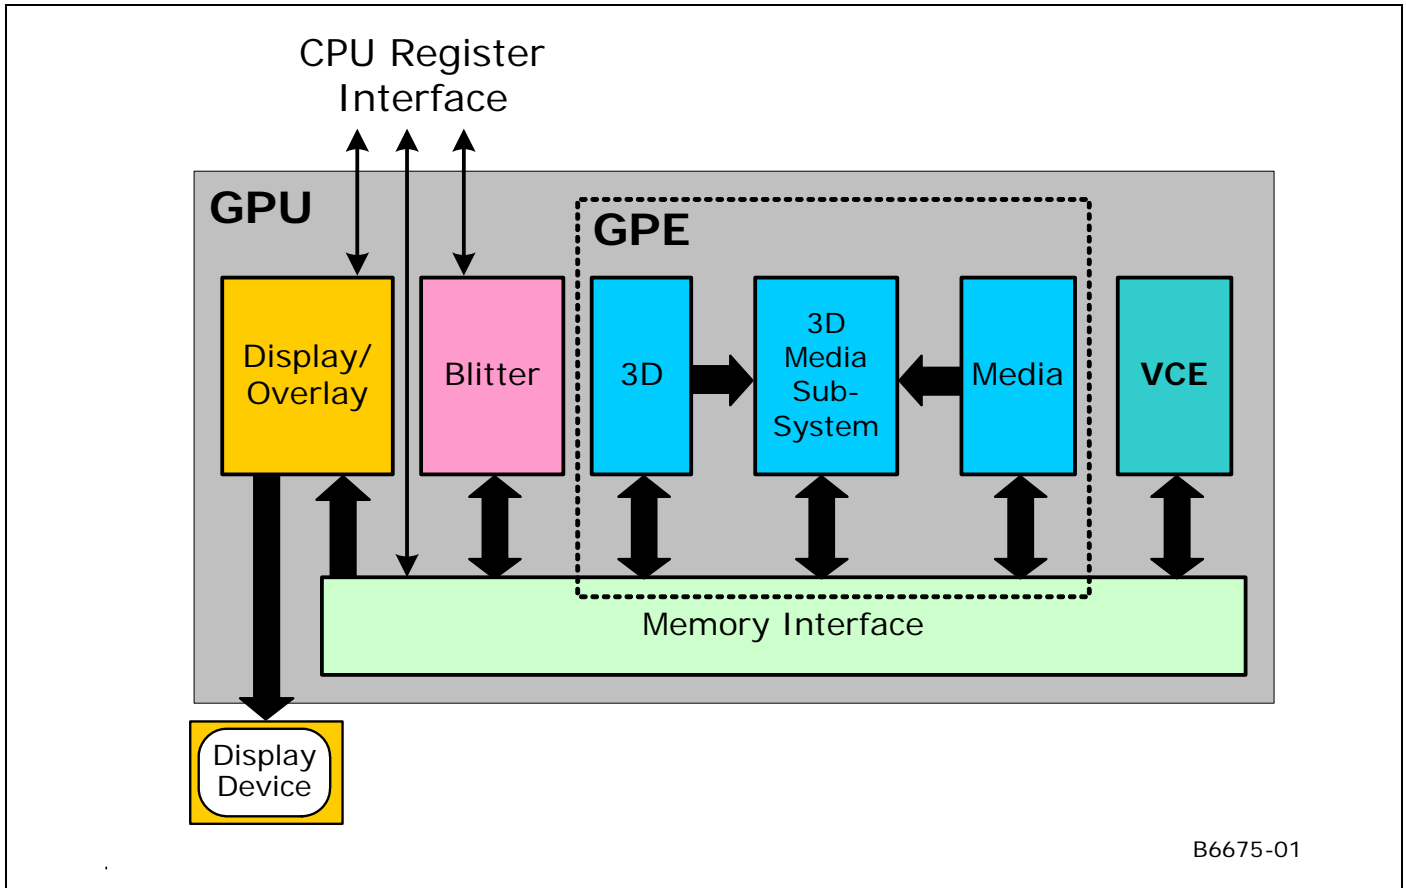 CPU Register
Interface
GPU
GPE
Display/
Overlay
Blitter
3D
3D
Media
Sub-
System
Media
VCE
Memory Interface
Display
Device
B6675-01